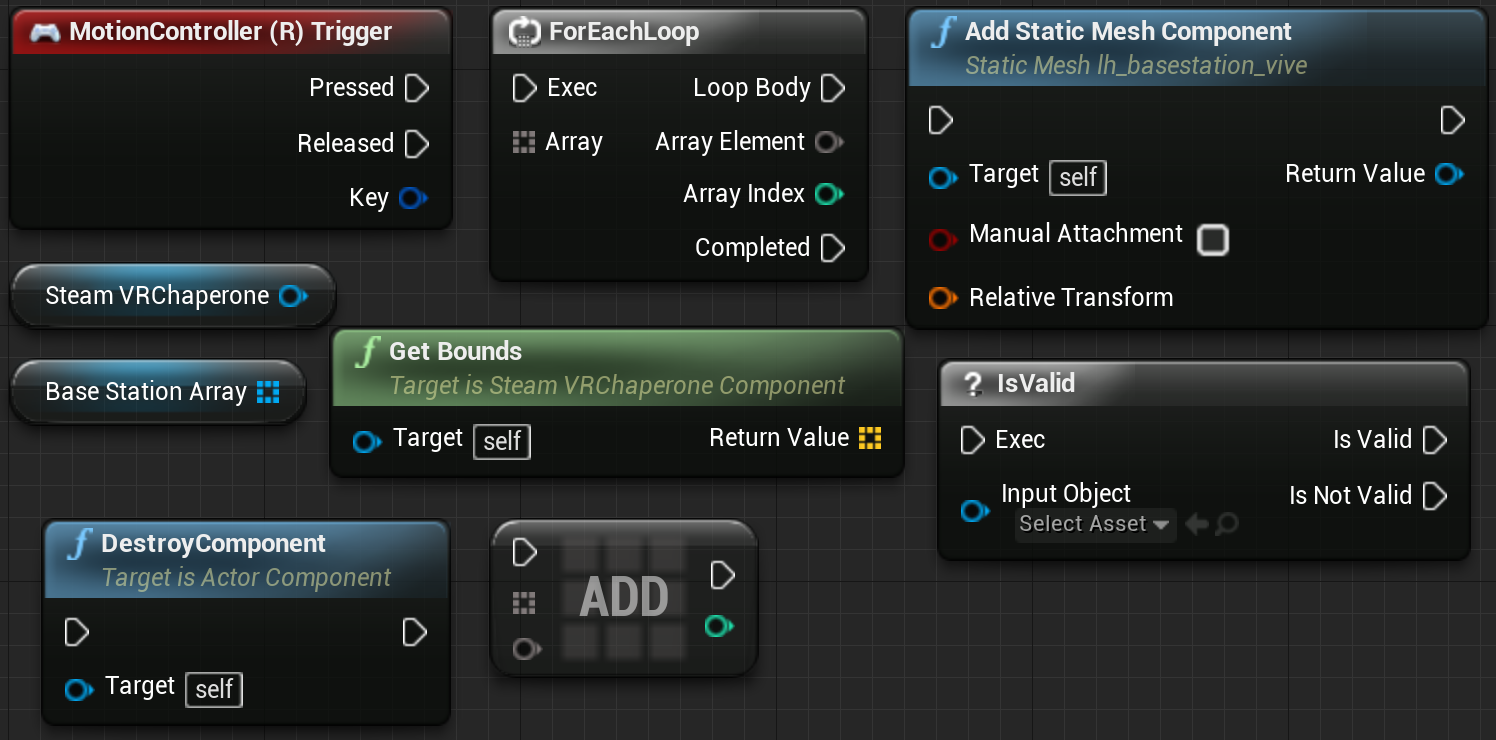 MotionController (R) Trigger
Pressed
Released
Key
ForEachLoop
Exec
Loop Body
Array
Array Element
Array Index
Completed
Add Static Mesh Component
Static Mesh lh_basestation_vive
Target self
Return Value
Manual Attachment
Relative Transform
Steam VRChaperone
Base Station Array
Get Bounds
Target is Steam VRChaperone Component
Target self
Return Value
IsValid
Exec
Is Valid
Input Object
Is Not Valid
Select Asset
DestroyComponent
Target is Actor Component
Target self
ADD